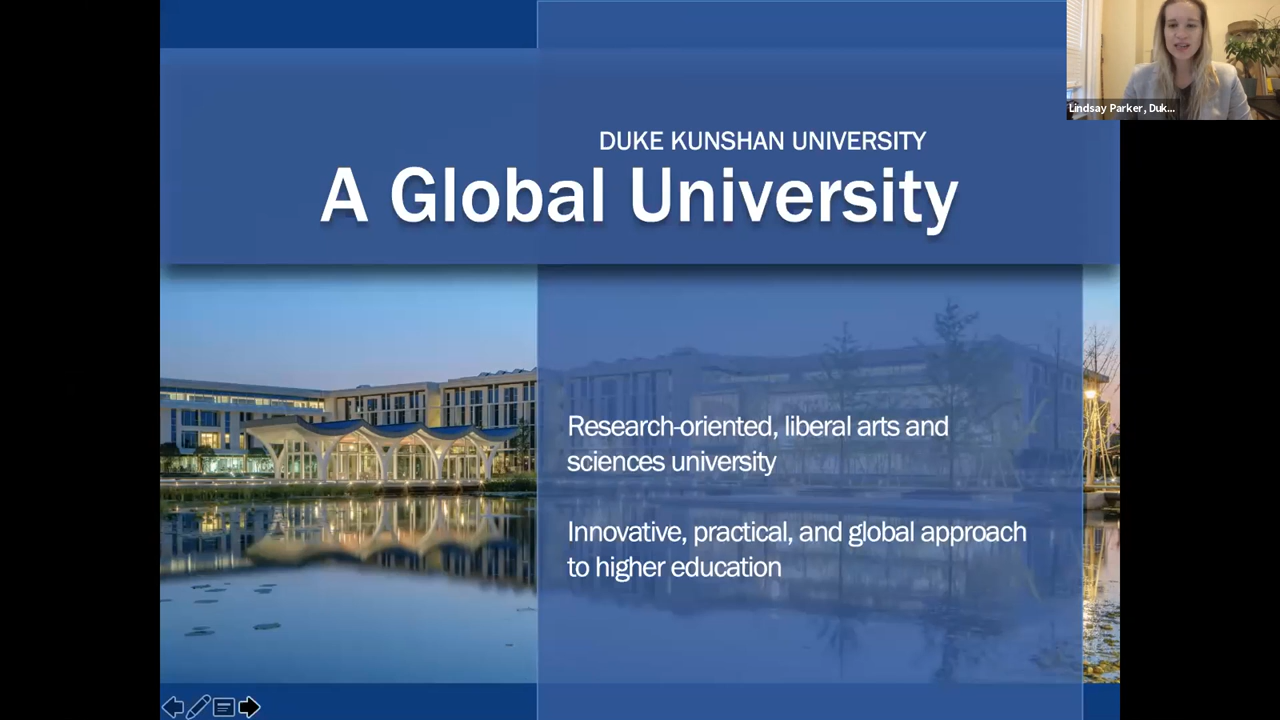 Lindsay Parker, Duk...
DUKE KUNSHAN UNIVERSITY
A Global University
Research-oriented, liberal arts and
sciences university
Innovative, practical, and global approach
to higher education